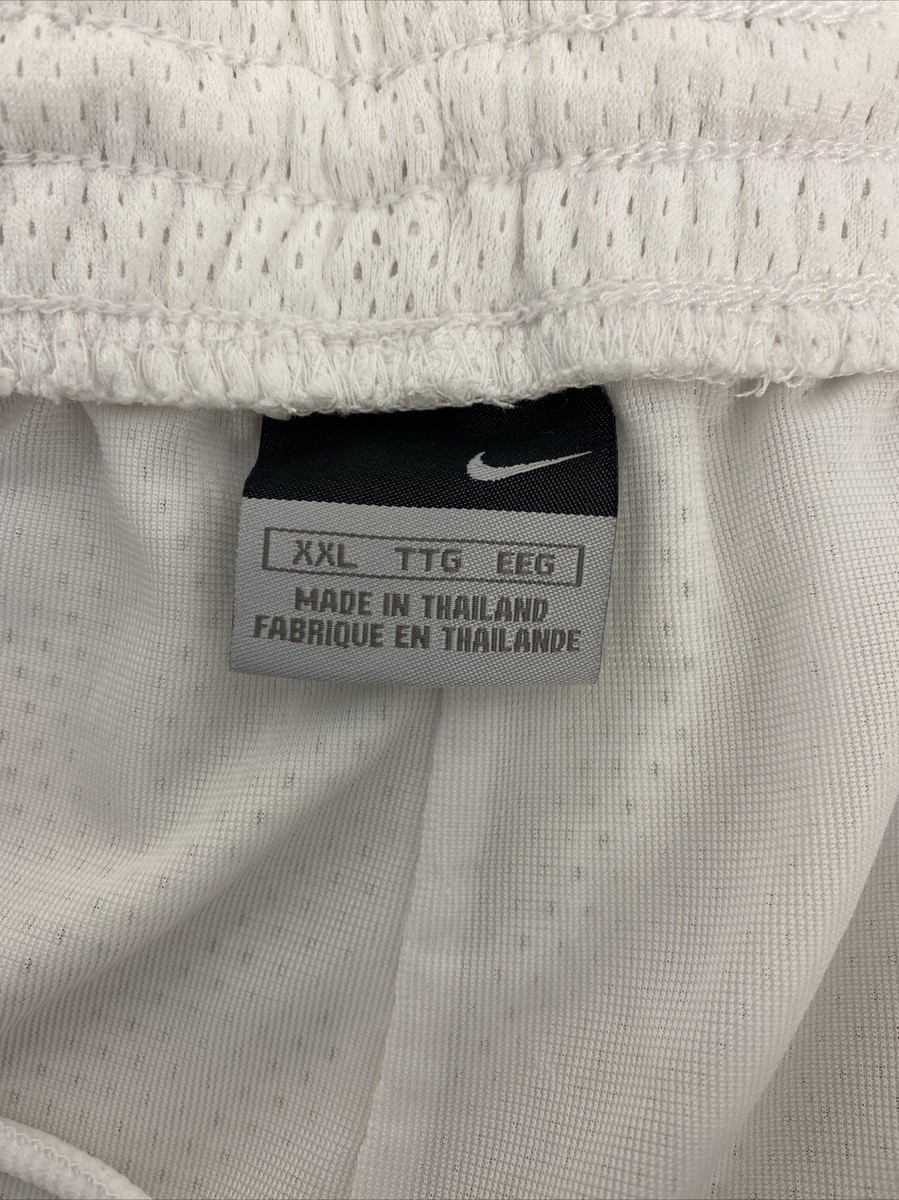 XXL TTG EEG
MADE IN THAILAND
FABRIQUE EN THAILANDE